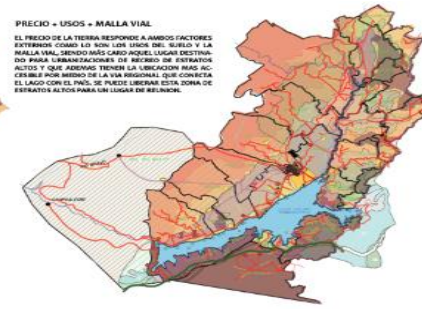 PRECIO + USOS + MALLA VIAL
EL PRECIO DE LA TIERRA RESPONDE A AMBOS FACTORES
EXTERNOS COMO LO SON LOS USOS DEL SUELO Y LA
MALLA VIAL, SIENDO MÁS CARO AQUEL LUGAR DESTINA-
DO PARA URBANIZACIONES DE RECREO DE ESTRATOS
ALTOS Y QUE ADEMAS TIENEN LA UBICACION MAS AC-
CESIBLE POR MEDIO DE LA VIA REGIONAL QUE CONECTA
EL LAGO CON EL PAÍS. SE PUEDE LIBERAR ESTA ZONA DE
ESTRATOS ALTOS PARA UN LUGAR DE REUNION.